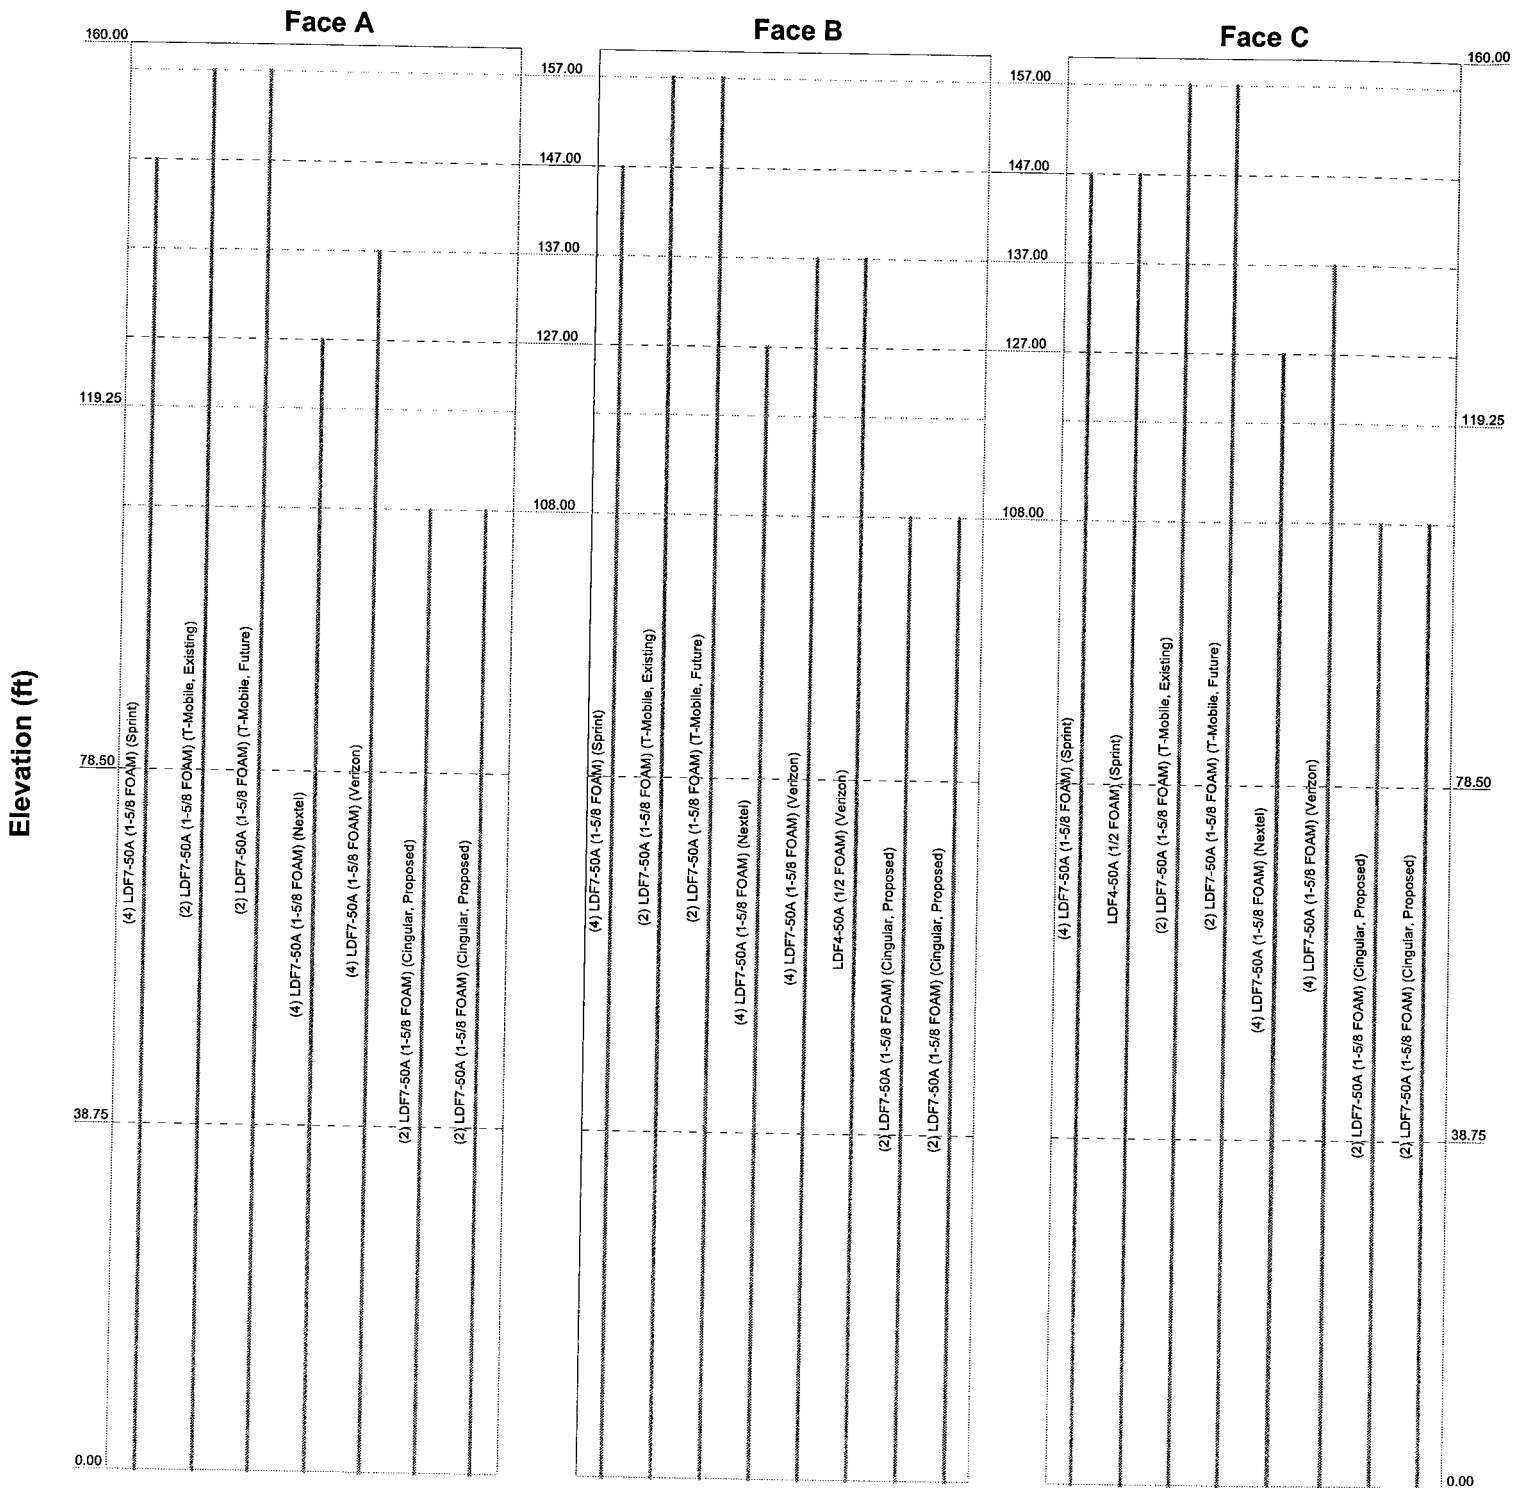 Face A
Face B
Face C
160.00
157.00
157.00
160.00
147.00
147.00
137.00
137.00
127.00
127.00
119.25
119.25
108.00
108.00
78.50
78.50
38.75
38.75
0.00
0.00
Elevation (ft)
(4) LDF7-50A (1-5/8 FOAM) (Sprint)
(2) LDF7-50A (1-5/8 FOAM) (T-Mobile, Existing)
(2) LDF7-50A (1-5/8 FOAM) (T-Mobile, Future)
(4) LDF7-50A (1-5/8 FOAM) (Nextel)
(4) LDF7-50A (1-5/8 FOAM) (Verizon)
(2) LDF7-50A (1-5/8 FOAM) (Cingular, Proposed)
(2) LDF7-50A (1-5/8 FOAM) (Cingular, Proposed)
(4) LDF7-50A (1-5/8 FOAM) (Sprint)
(2) LDF7-50A (1-5/8 FOAM) (T-Mobile, Existing)
(2) LDF7-50A (1-5/8 FOAM) (T-Mobile, Future)
(4) LDF7-50A (1-5/8 FOAM) (Nextel)
(4) LDF7-50A (1-5/8 FOAM) (Verizon)
LDF4-50A (1/2 FOAM) (Verizon)
(2) LDF7-50A (1-5/8 FOAM) (Cingular, Proposed)
(2) LDF7-50A (1-5/8 FOAM) (Cingular, Proposed)
(4) LDF7-50A (1-5/8 FOAM) (Sprint)
LDF4-50A (1/2 FOAM) (Sprint)
(2) LDF7-50A (1-5/8 FOAM) (T-Mobile, Existing)
(2) LDF7-50A (1-5/8 FOAM) (T-Mobile, Future)
(4) LDF7-50A (1-5/8 FOAM) (Nextel)
(4) LDF7-50A (1-5/8 FOAM) (Verizon)
(2) LDF7-50A (1-5/8 FOAM) (Cingular, Proposed)
(2) LDF7-50A (1-5/8 FOAM) (Cingular, Proposed)